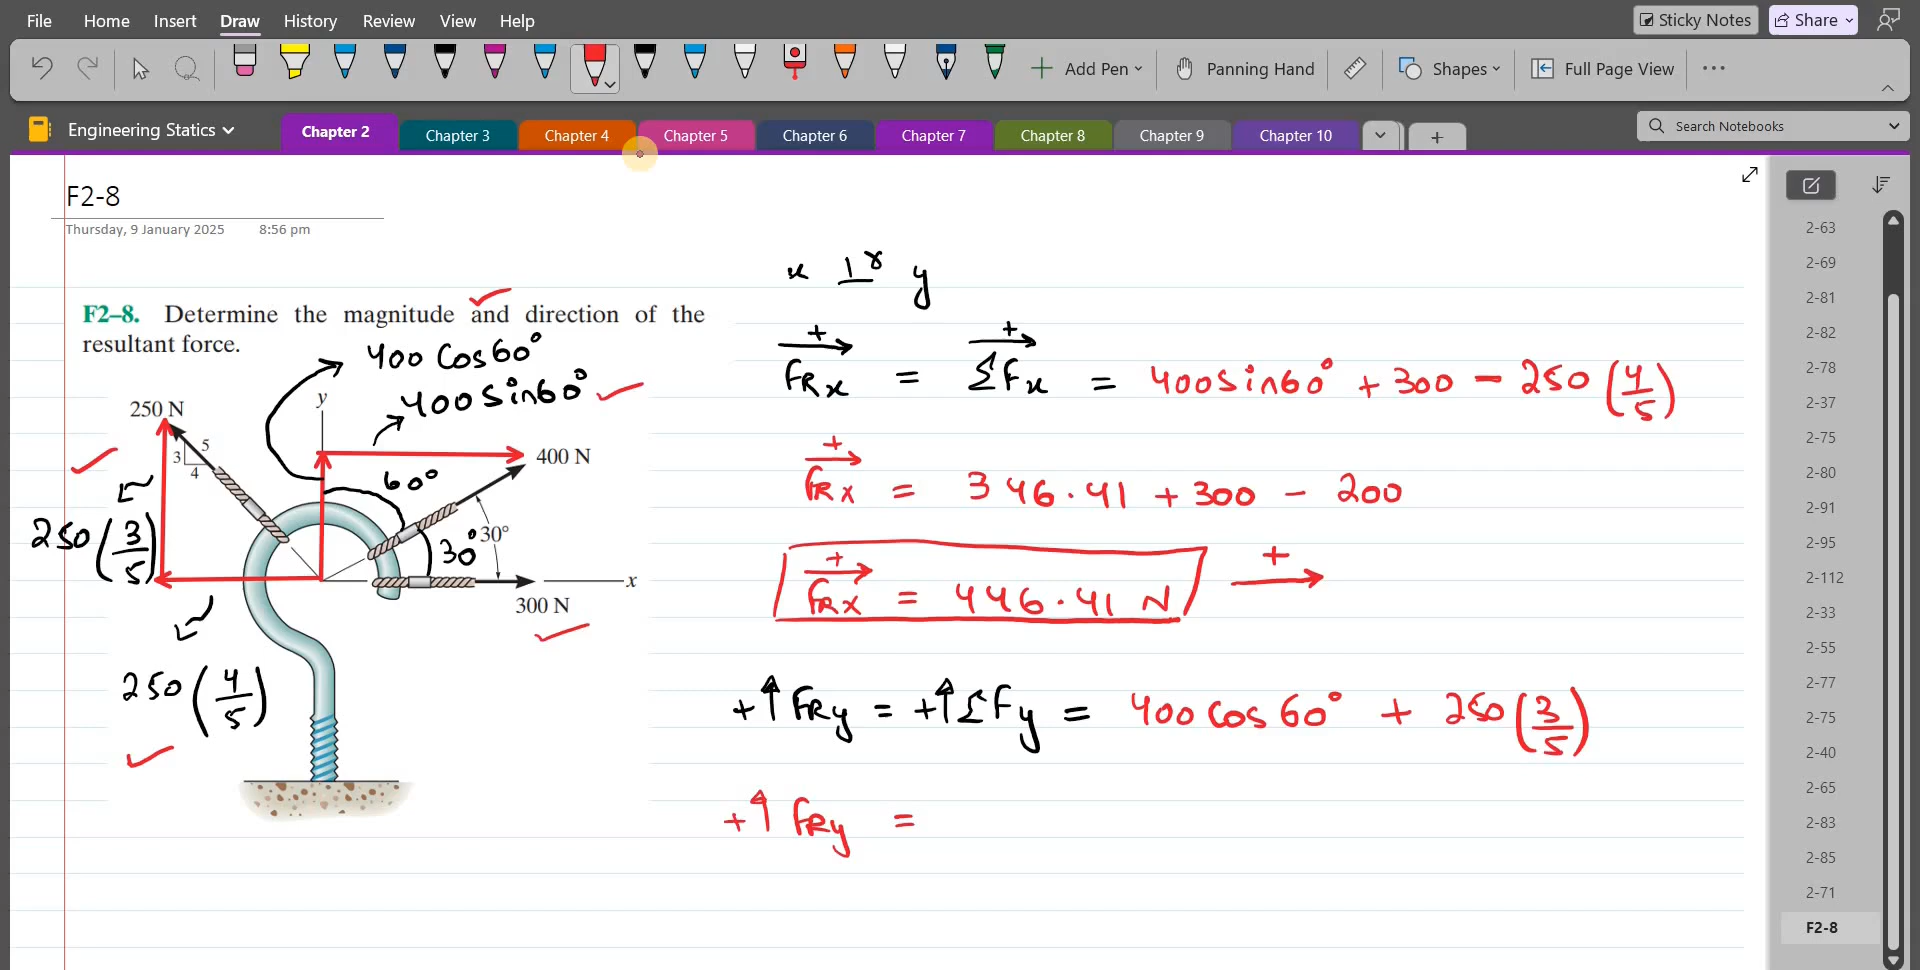 File Home Insert Draw History Review View Help
Sticky Notes Share
Add Pen Panning Hand Shapes Full Page View
Engineering Statics Chapter 2 Chapter 3 Chapter 4 Chapter 5 Chapter 6 Chapter 7 Chapter 8 Chapter 9 Chapter 10 +
Search Notebooks
F2-8
Thursday, 9 January 2025 8:56 pm
F2–8. Determine the magnitude and direction of the
resultant force.
400 Cos60°
400 sin60°
y
250 N
5
3
4
400 N
60°
30°
30°
250 (3/5)
x
300 N
250 (4/5)
x ⊥r y
+ FRx = + ΣFx = 400sin60° + 300 - 250 (4/5)
+ FRx = 346.41 + 300 - 200
+ FRx = 446.41 N +
+↑ FRy = +↑ΣFy = 400 cos 60° + 250 (3/5)
+↑ FRy =
2-63
2-69
2-81
2-82
2-78
2-37
2-75
2-80
2-91
2-95
2-112
2-33
2-55
2-77
2-75
2-40
2-65
2-83
2-85
2-71
F2-8